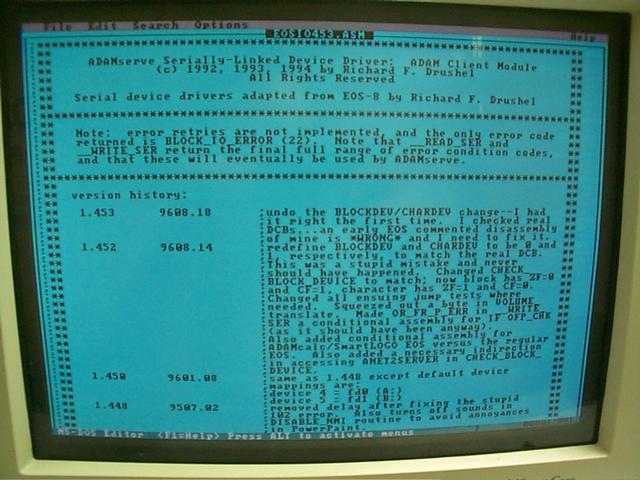 File Edit Search Options Help
EOSI0453.ASM
ADAMserve Serially-Linked Device Driver: ADAM Client Module
(c) 1992, 1993, 1994 by Richard F. Drushel
All Rights Reserved
Serial device drivers adapted from EOS-8 by Richard F. Drushel
Note: error retries are not implemented, and the only error code
returned is BLOCK_IO_ERROR (22). Note that __READ_SER and
__WRITE_SER return the final full range of error condition codes,
and that these will eventually be used by ADAMserve.
version history:
1.453 9608.18 ;undo the BLOCKDEV/CHARDEV change--I had
;it right the first time. I checked real
;DCBs...an early EOS commented disassembly
;of mine is *WRONG* and I need to fix it.
1.452 9608.14 ;redefine BLOCKDEV and CHARDEV to be 0 and
;1, respectively, to match the real DCB.
;This was a stupid mistake and never
;should have happened. Changed CHECK_
;BLOCK_DEVICE to match; now block has ZF=0
;and CF=1, character has ZF=1 and CF=0.
;Changed all ensuing jump tests where
;needed. Squeezed out a byte in VOLUME_
;translate. Made OR_FR_P_ERR in __WRITE_
;SER a conditional assembly for IF OFP_CHK
;(as it should have been anyway).
;Also added conditional assembly for
;ADAMcalc/SmartLOGO EOS versus the regular
;EOS. Also added a necessary indirection
;in accessing ANET2SERVER in CHECK_BLOCK_
;DEVICE.
1.450 9601.08 ;same as 1.448 except default device
;mappings are:
;device 4 = fd0 (A:)
;device 5 = fd1 (B:)
1.448 9507.02 ;removed delay after fixing the stupid
;102 error. Also turns off sounds in
;DISABLE_NMI routine to avoid annoyances
;in PowerPaint.
MS-DOS Editor <F1=Help> Press ALT to activate menus